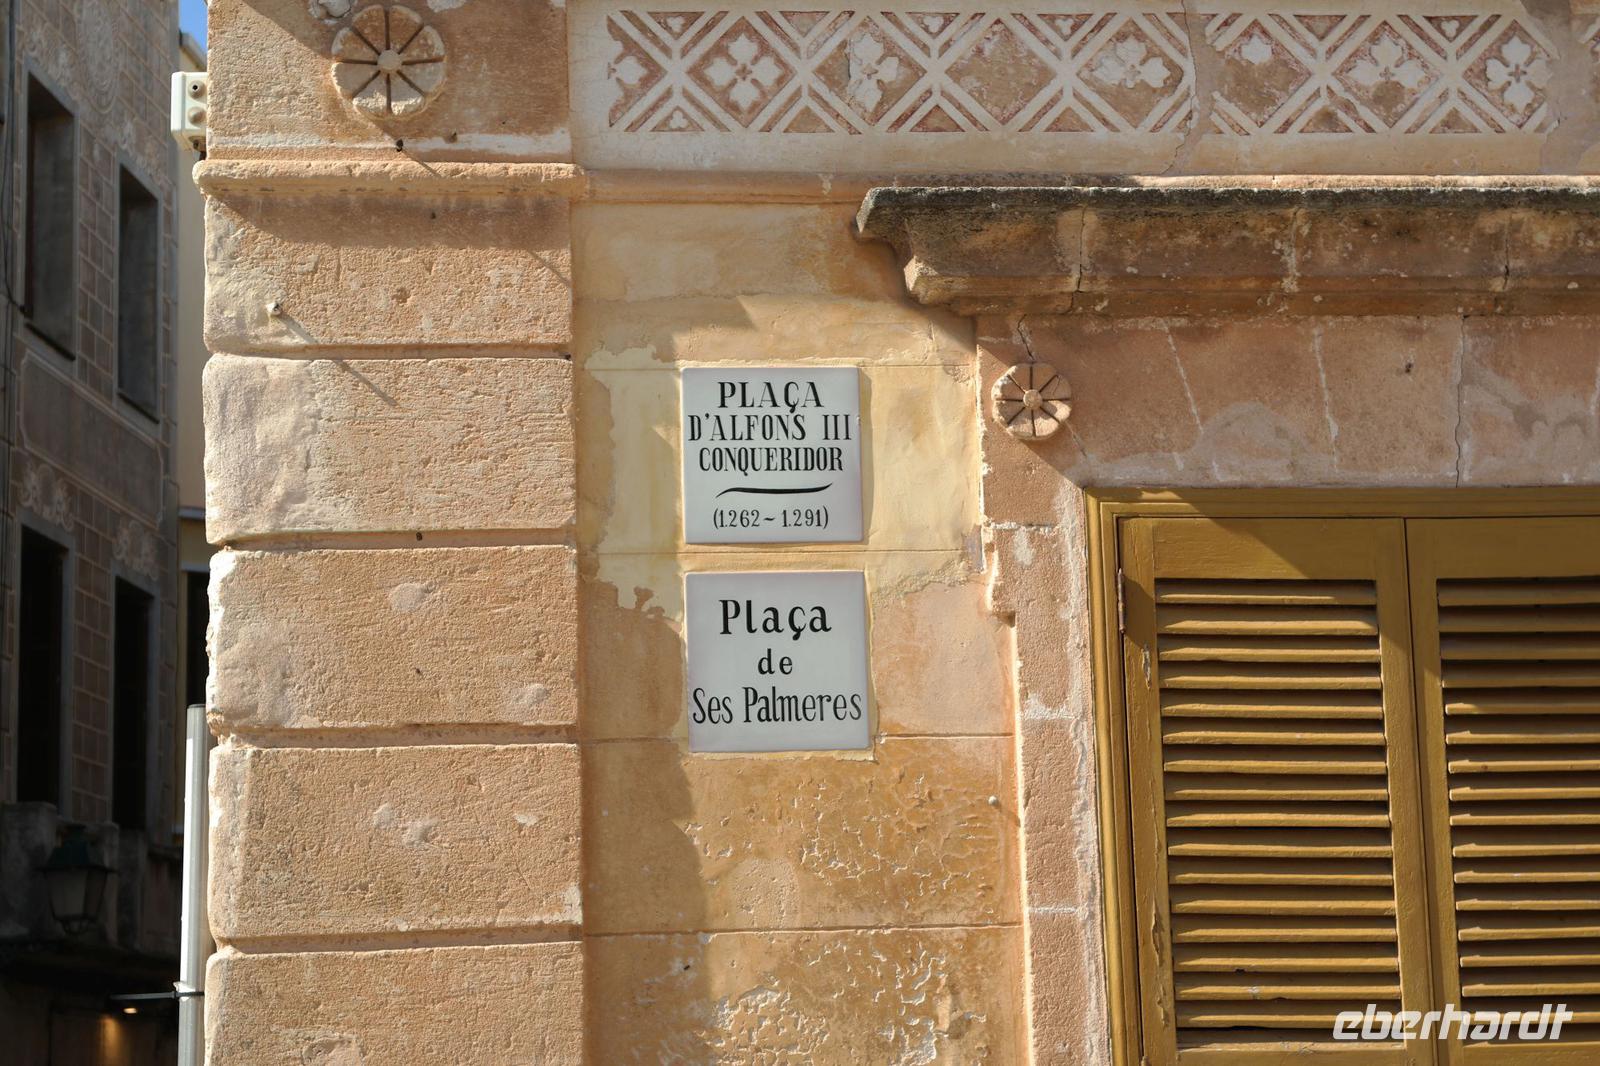 PLAÇA
D'ALFONS III
CONQUERIDOR
(1.262~1.291)
Plaça
de
Ses Palmeres
eberhardt